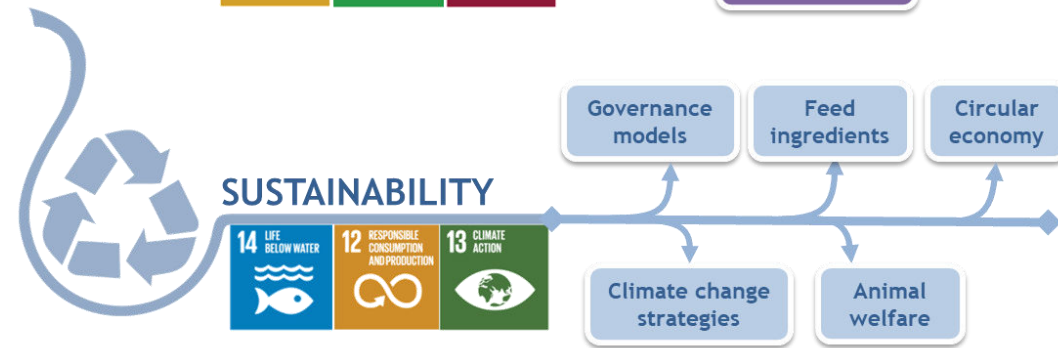 Governance
models
Feed
ingredients
Circular
economy
SUSTAINABILITY
14 LIFE
BELOW WATER
12 RESPONSIBLE
CONSUMPTION
AND PRODUCTION
13 CLIMATE
ACTION
Climate change
strategies
Animal
welfare